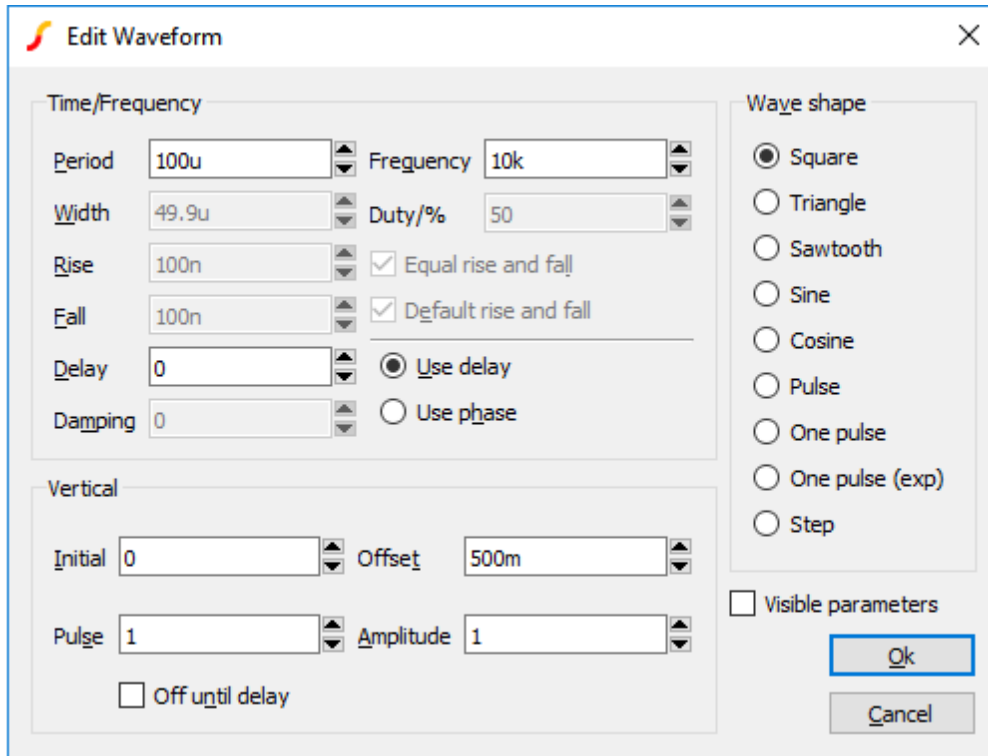 Edit Waveform
Time/Frequency
Period 100u Frequency 10k
Width 49.9u Duty/% 50
Rise 100n Equal rise and fall
Fall 100n Default rise and fall
Delay 0 Use delay
Damping 0 Use phase
Vertical
Initial 0 Offset 500m
Pulse 1 Amplitude 1
Off until delay
Wave shape
Square
Triangle
Sawtooth
Sine
Cosine
Pulse
One pulse
One pulse (exp)
Step
Visible parameters
Ok
Cancel